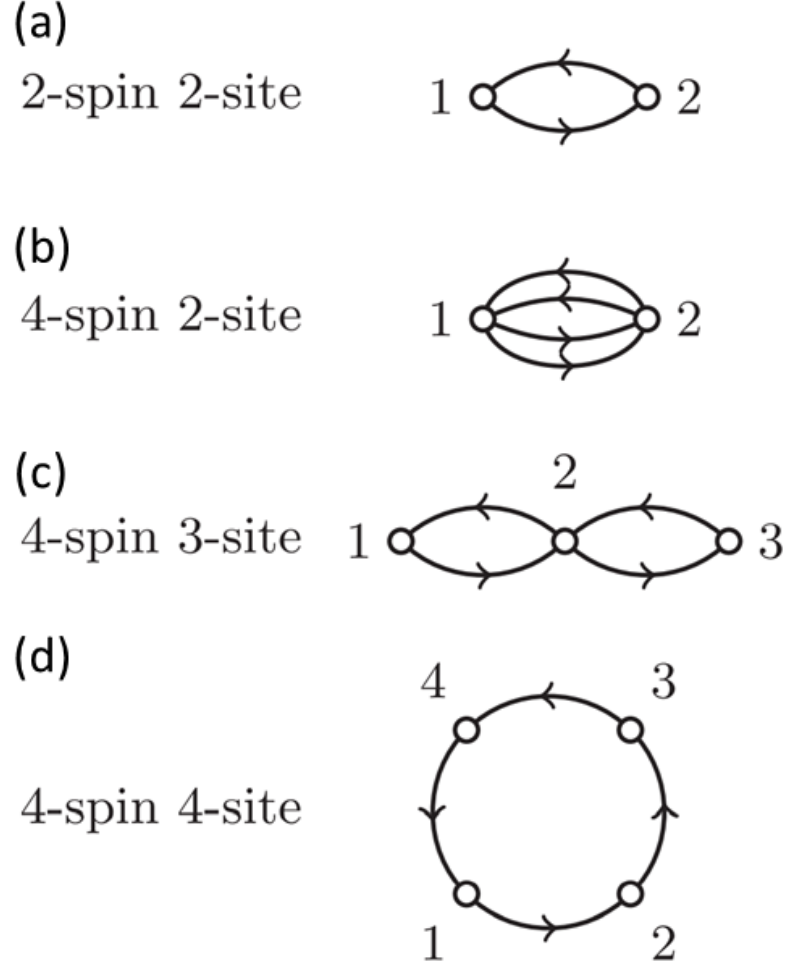 (a)
2-spin 2-site 1 2
(b)
4-spin 2-site 1 2
(c)
2
4-spin 3-site 1 3
(d)
4 3
4-spin 4-site
1 2